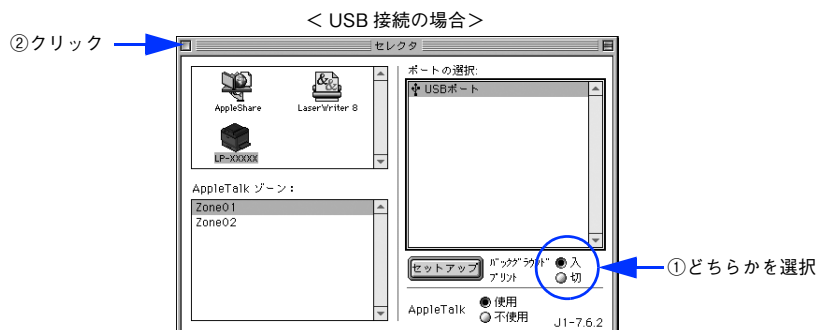 ＜USB 接続の場合＞
②クリック
セレクタ
AppleShare
LaserWriter 8
LP-XXXXX
ポートの選択:
USBポート
AppleTalk ゾーン：
Zone01
Zone02
セットアップ
バックグラウンド
プリント
入
切
①どちらかを選択
AppleTalk
使用
不使用
J1-7.6.2